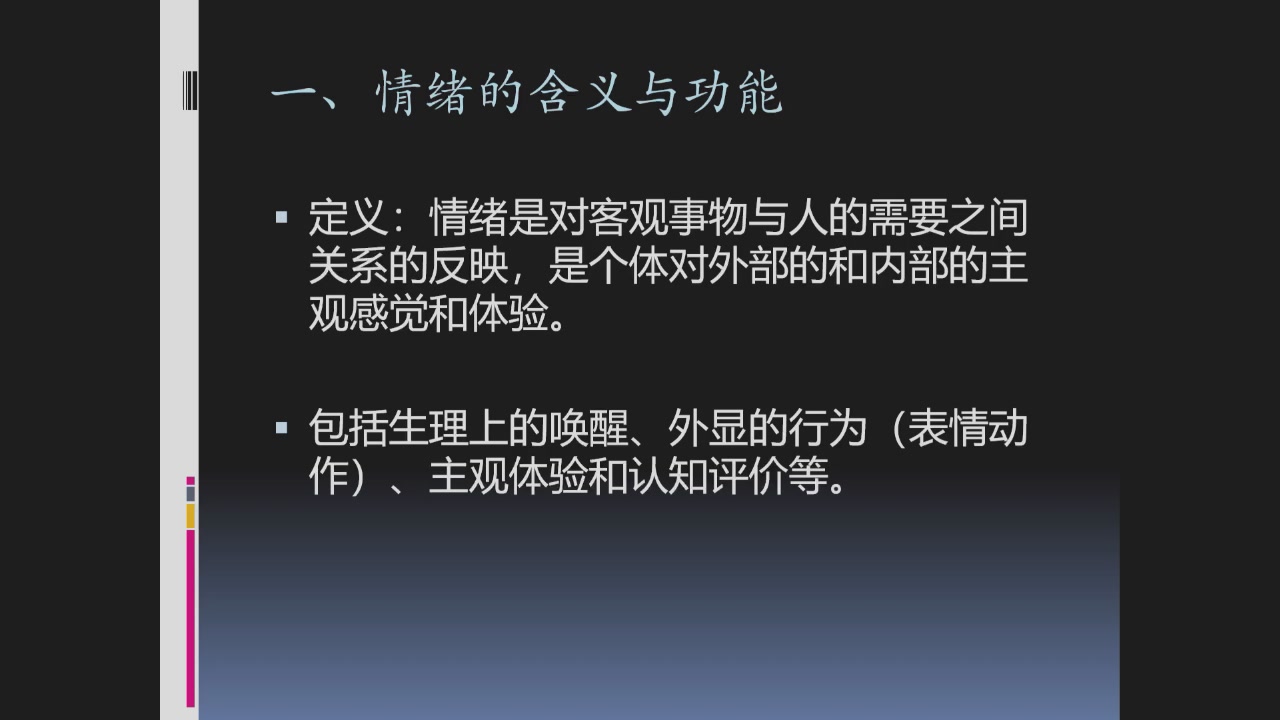 一、情绪的含义与功能
定义：情绪是对客观事物与人的需要之间
关系的反映，是个体对外部的和内部的主
观感觉和体验。
包括生理上的唤醒、外显的行为（表情动
作）、主观体验和认知评价等。